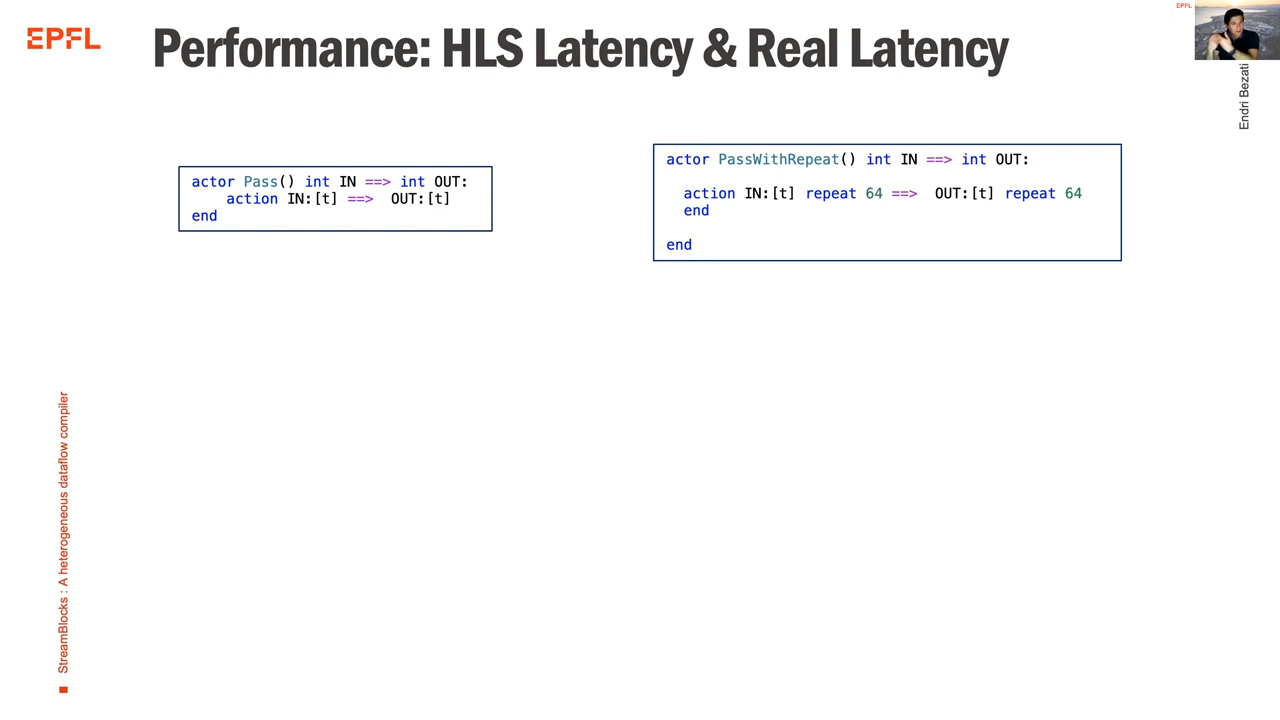 EPFL
Performance: HLS Latency & Real Latency
EPFL
Endri Bezati
actor Pass() int IN ==> int OUT:
action IN:[t] ==> OUT:[t]
end
actor PassWithRepeat() int IN ==> int OUT:
action IN:[t] repeat 64 ==> OUT:[t] repeat 64
end
end
StreamBlocks : A heterogeneous dataflow compiler